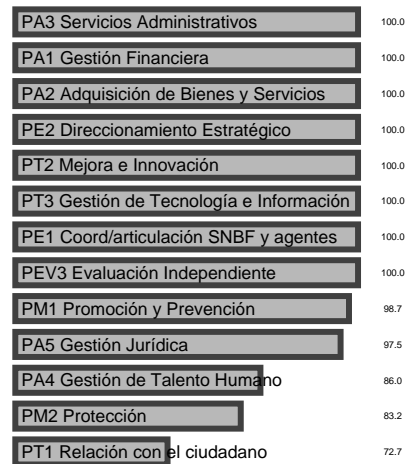 PA3 Servicios Administrativos 100.0
PA1 Gestión Financiera 100.0
PA2 Adquisición de Bienes y Servicios 100.0
PE2 Direccionamiento Estratégico 100.0
PT2 Mejora e Innovación 100.0
PT3 Gestión de Tecnología e Información 100.0
PE1 Coord/articulación SNBF y agentes 100.0
PEV3 Evaluación Independiente 100.0
PM1 Promoción y Prevención 98.7
PA5 Gestión Jurídica 97.5
PA4 Gestión de Talento Humano 86.0
PM2 Protección 83.2
PT1 Relación con el ciudadano 72.7